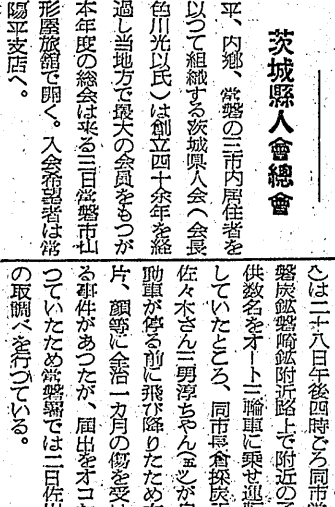 茨城縣人會總會
平、内郷、常磐の三市内居住者を
以つて組織する茨城県人会（会長
色川光以氏）は創立四十余年を経
過し当地方で最大の会員をもつが
本年度の総会は来る三日常磐市山
形屋旅館で開く。入会希望者は常
陽平支店へ。
は二十八日午後四時ごろ同市常
磐炭鉱磐崎鉱附近路上で附近の子
供数名をオート三輪車に乗せ運転
していたところ、同市長倉採炭
佐々木さん三男淳ちやん（五）が自
動車が停る前に飛び降りたため右
片、顔等に全治一カ月の傷を受け
る事件があつたが、届出をオコた
つていたため常磐署では二日佐川
の取調べを行つている。